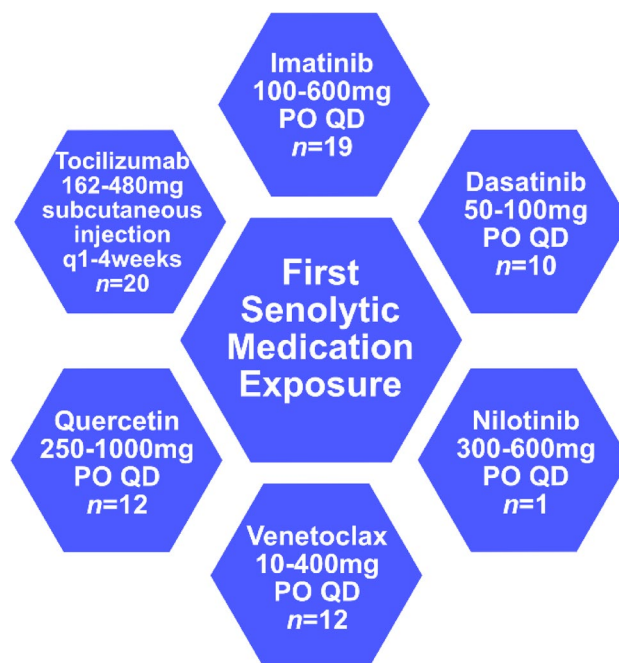 Imatinib
100-600mg
PO QD
n=19
Tocilizumab
162-480mg
subcutaneous
injection
q1-4weeks
n=20
Dasatinib
50-100mg
PO QD
n=10
First
Senolytic
Medication
Exposure
Quercetin
250-1000mg
PO QD
n=12
Nilotinib
300-600mg
PO QD
n=1
Venetoclax
10-400mg
PO QD
n=12